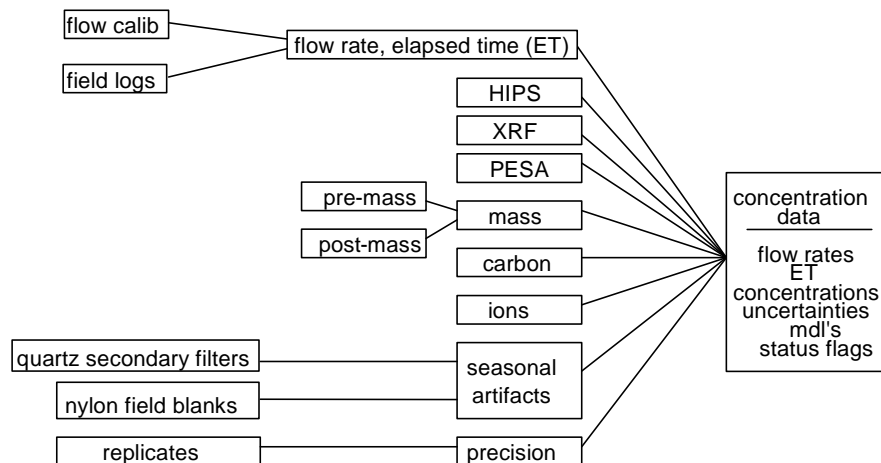 flow calib
field logs
flow rate, elapsed time (ET)
HIPS
XRF
PESA
pre-mass
post-mass
mass
carbon
ions
quartz secondary filters
nylon field blanks
seasonal
artifacts
replicates
precision
concentration
data
flow rates
ET
concentrations
uncertainties
mdl's
status flags